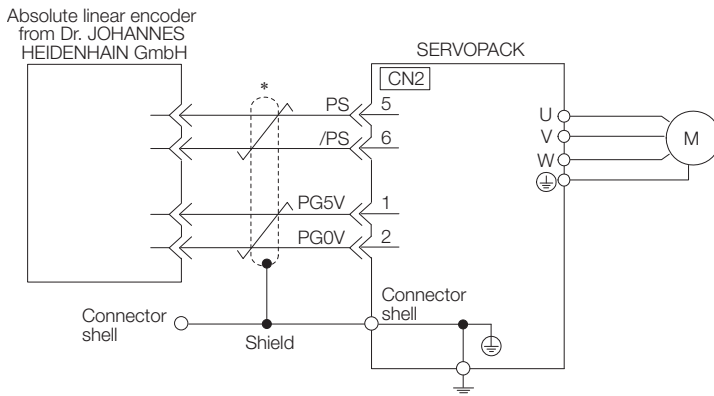 Absolute linear encoder
from Dr. JOHANNES
HEIDENHAIN GmbH
SERVOPACK
CN2
*
PS 5
/PS 6
PG5V 1
PG0V 2
U
V
W
M
Connector
shell
Shield
Connector
shell